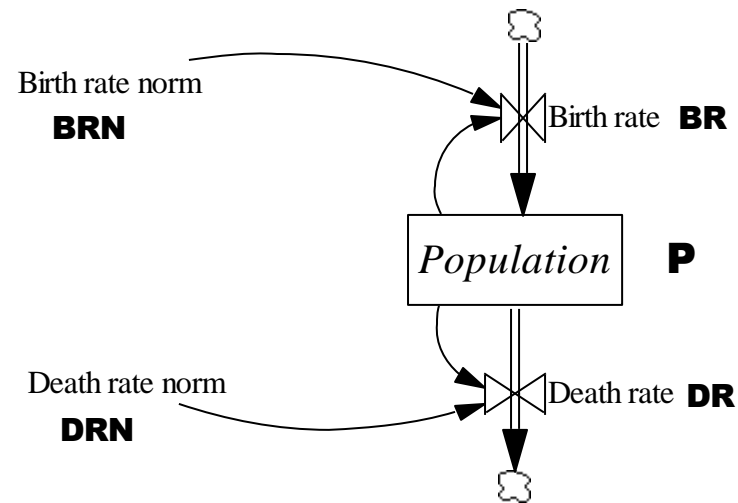 Birth rate norm
BRN
Birth rate BR
Population P
Death rate norm
DRN
Death rate DR